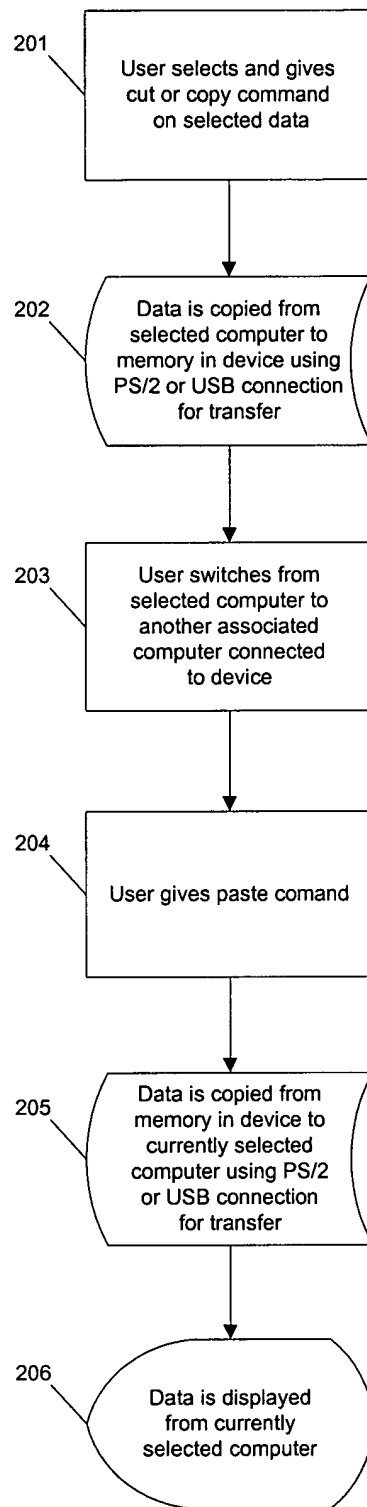 201
User selects and gives
cut or copy command
on selected data
202
Data is copied from
selected computer to
memory in device using
PS/2 or USB connection
for transfer
203
User switches from
selected computer to
another associated
computer connected
to device
204
User gives paste comand
205
Data is copied from
memory in device to
currently selected
computer using PS/2
or USB connection
for transfer
206
Data is displayed
from currently
selected computer